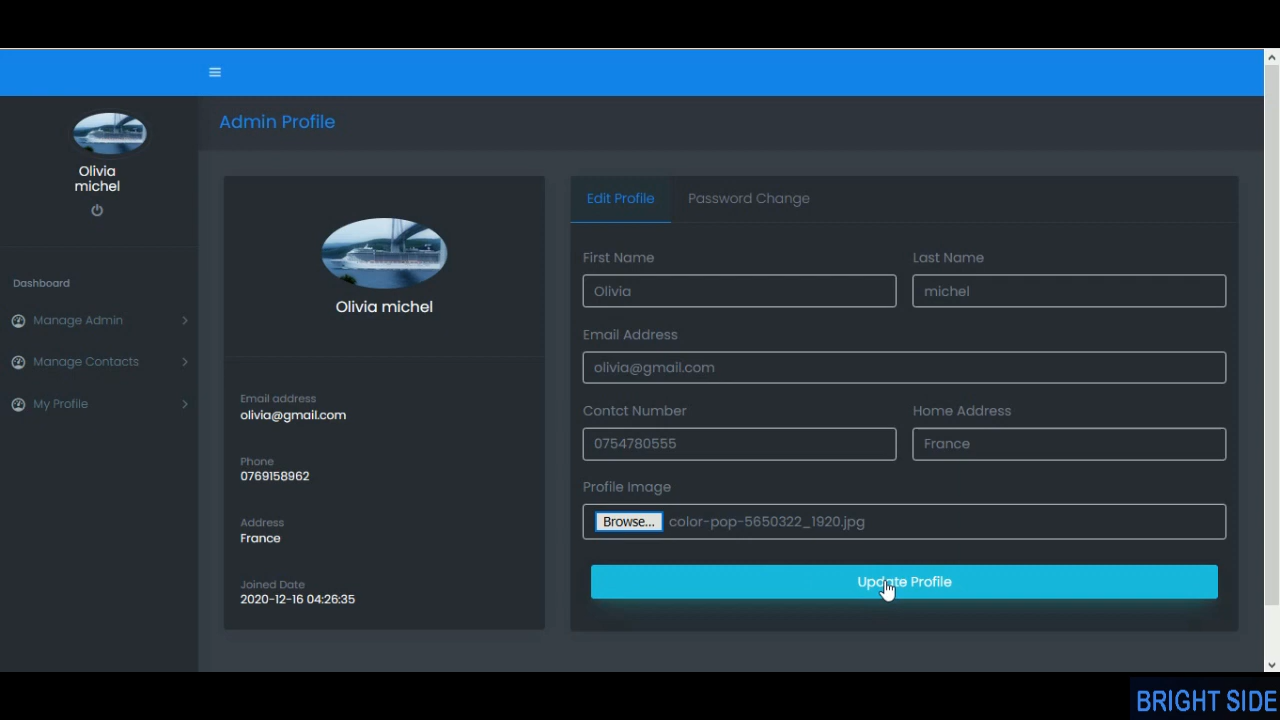 Admin Profile
Olivia
michel
Dashboard
Manage Admin
Manage Contacts
My Profile
Olivia michel
Email address
olivia@gmail.com
Phone
0769158962
Address
France
Joined Date
2020-12-16 04:26:35
Edit Profile
Password Change
First Name
Last Name
Olivia
michel
Email Address
olivia@gmail.com
Contct Number
Home Address
0754780555
France
Profile Image
Browse... color-pop-5650322_1920.jpg
Update Profile
BRIGHT SIDE